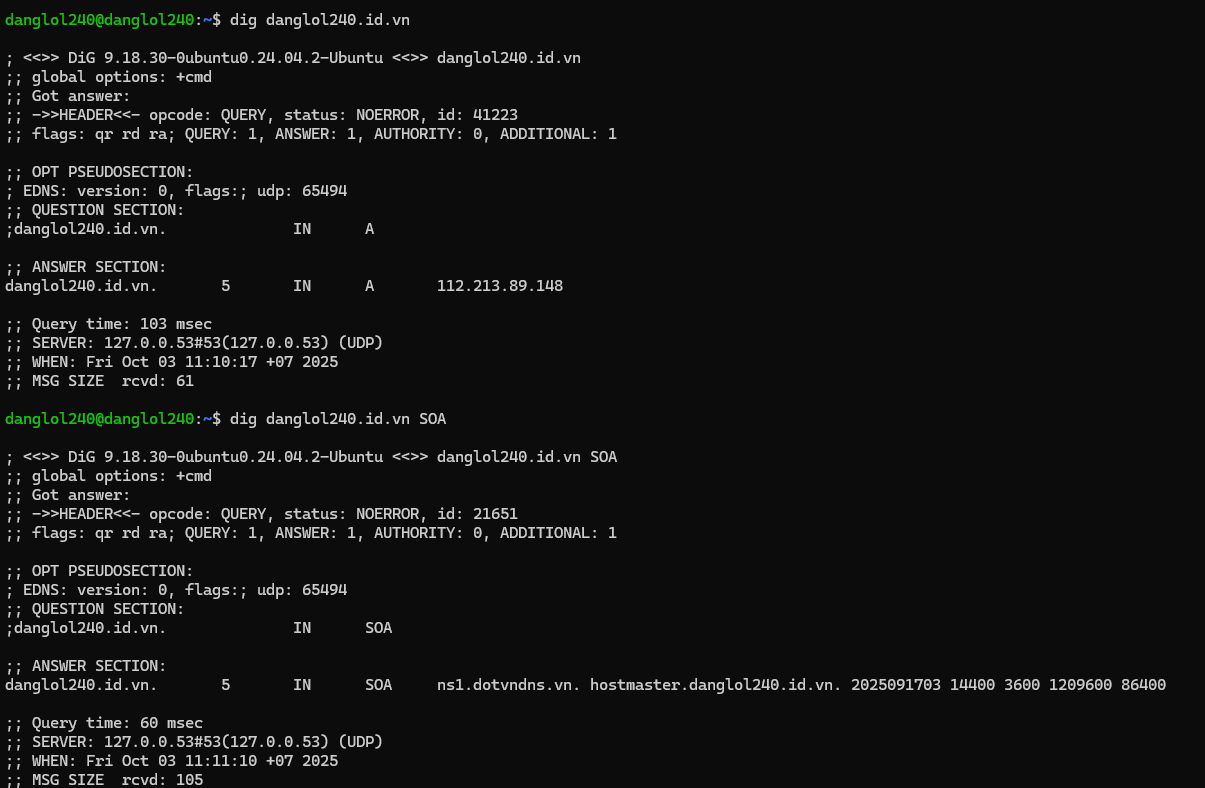 danglol240@danglol240:~$ dig danglol240.id.vn
; <<>> DiG 9.18.30-0ubuntu0.24.04.2-Ubuntu <<>> danglol240.id.vn
;; global options: +cmd
;; Got answer:
;; ->>HEADER<<- opcode: QUERY, status: NOERROR, id: 41223
;; flags: qr rd ra; QUERY: 1, ANSWER: 1, AUTHORITY: 0, ADDITIONAL: 1
;; OPT PSEUDOSECTION:
; EDNS: version: 0, flags:; udp: 65494
;; QUESTION SECTION:
;danglol240.id.vn. IN A
;; ANSWER SECTION:
danglol240.id.vn. 5 IN A 112.213.89.148
;; Query time: 103 msec
;; SERVER: 127.0.0.53#53(127.0.0.53) (UDP)
;; WHEN: Fri Oct 03 11:10:17 +07 2025
;; MSG SIZE rcvd: 61
danglol240@danglol240:~$ dig danglol240.id.vn SOA
; <<>> DiG 9.18.30-0ubuntu0.24.04.2-Ubuntu <<>> danglol240.id.vn SOA
;; global options: +cmd
;; Got answer:
;; ->>HEADER<<- opcode: QUERY, status: NOERROR, id: 21651
;; flags: qr rd ra; QUERY: 1, ANSWER: 1, AUTHORITY: 0, ADDITIONAL: 1
;; OPT PSEUDOSECTION:
; EDNS: version: 0, flags:; udp: 65494
;; QUESTION SECTION:
;danglol240.id.vn. IN SOA
;; ANSWER SECTION:
danglol240.id.vn. 5 IN SOA ns1.dotvndns.vn. hostmaster.danglol240.id.vn. 2025091703 14400 3600 1209600 86400
;; Query time: 60 msec
;; SERVER: 127.0.0.53#53(127.0.0.53) (UDP)
;; WHEN: Fri Oct 03 11:11:10 +07 2025
;; MSG SIZE rcvd: 105